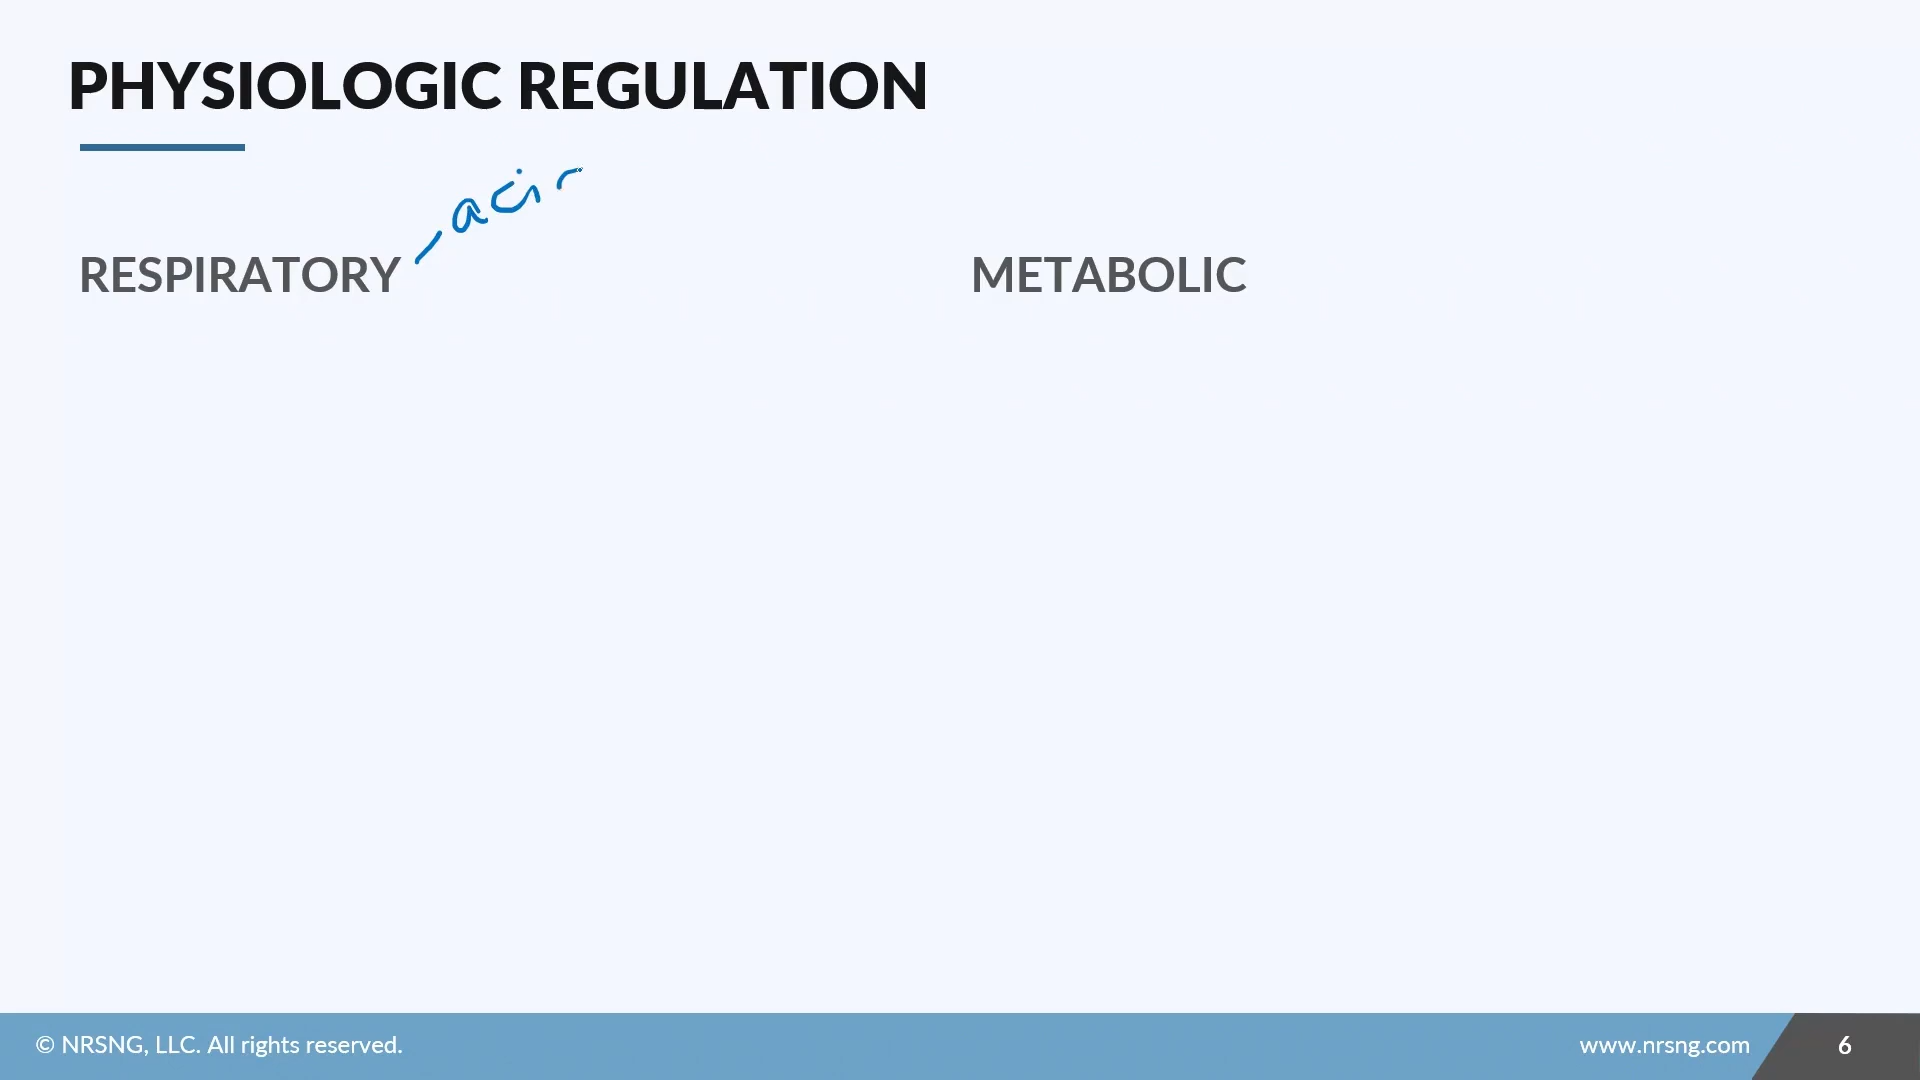 PHYSIOLOGIC REGULATION
RESPIRATORY
METABOLIC
© NRSNG, LLC. All rights reserved.
www.nrsng.com
6